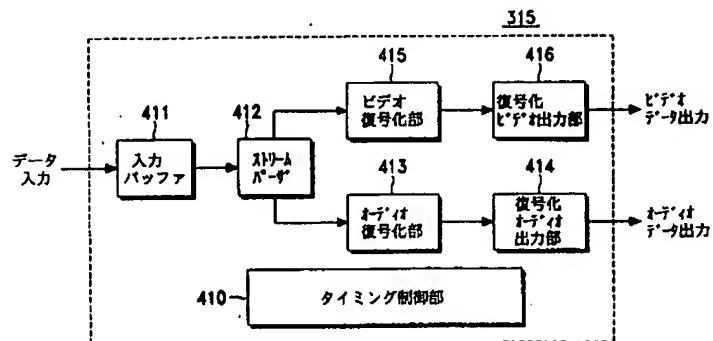 315
415
416
ビデオ
復号化部
復号化
ビデオ出力部
ビデオ
データ出力
411
412
データ
入力
入力
バッファ
ストリーム
パーザ
413
414
オーディオ
復号化部
復号化
オーディオ
出力部
オーディオ
データ出力
410
タイミング制御部